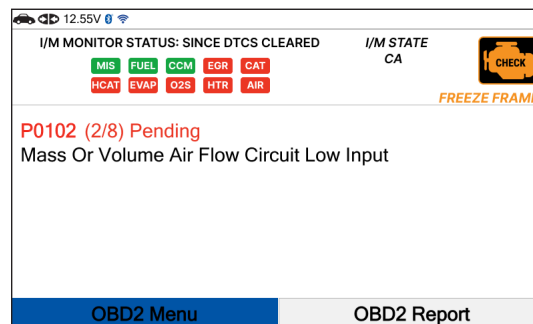 12.55V
I/M MONITOR STATUS: SINCE DTCS CLEARED
I/M STATE
CA
MIS FUEL CCM EGR CAT
HCAT EVAP O2S HTR AIR
CHECK
FREEZE FRAM
P0102 (2/8) Pending
Mass Or Volume Air Flow Circuit Low Input
OBD2 Menu
OBD2 Report